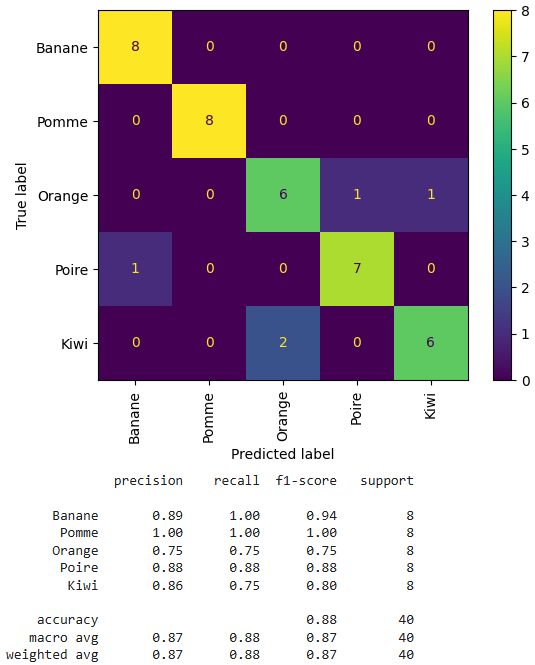 Banane 8 0 0 0 0 8
Pomme 0 8 0 0 0 7
Orange 0 0 6 1 1 6
Poire 1 0 0 7 0 5
Kiwi 0 0 2 0 6 4
3
2
1
0
True label
Banane Pomme Orange Poire Kiwi
Predicted label
precision recall f1-score support
Banane 0.89 1.00 0.94 8
Pomme 1.00 1.00 1.00 8
Orange 0.75 0.75 0.75 8
Poire 0.88 0.88 0.88 8
Kiwi 0.86 0.75 0.80 8
accuracy 0.88 40
macro avg 0.87 0.88 0.87 40
weighted avg 0.87 0.88 0.87 40